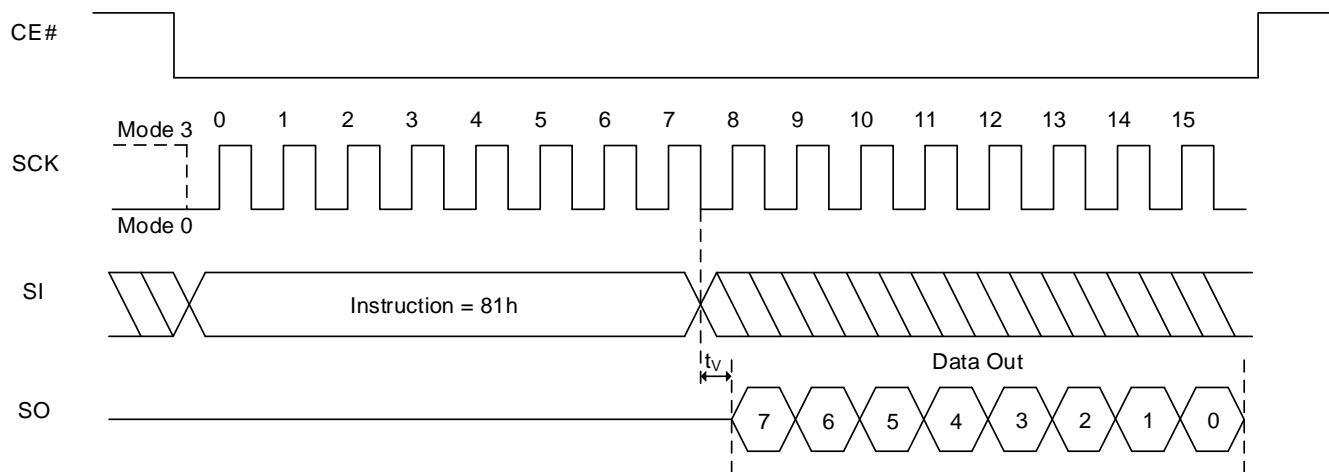 CE#
0 1 2 3 4 5 6 7 8 9 10 11 12 13 14 15
Mode 3
SCK
Mode 0
SI
Instruction = 81h
tV
Data Out
SO
7 6 5 4 3 2 1 0